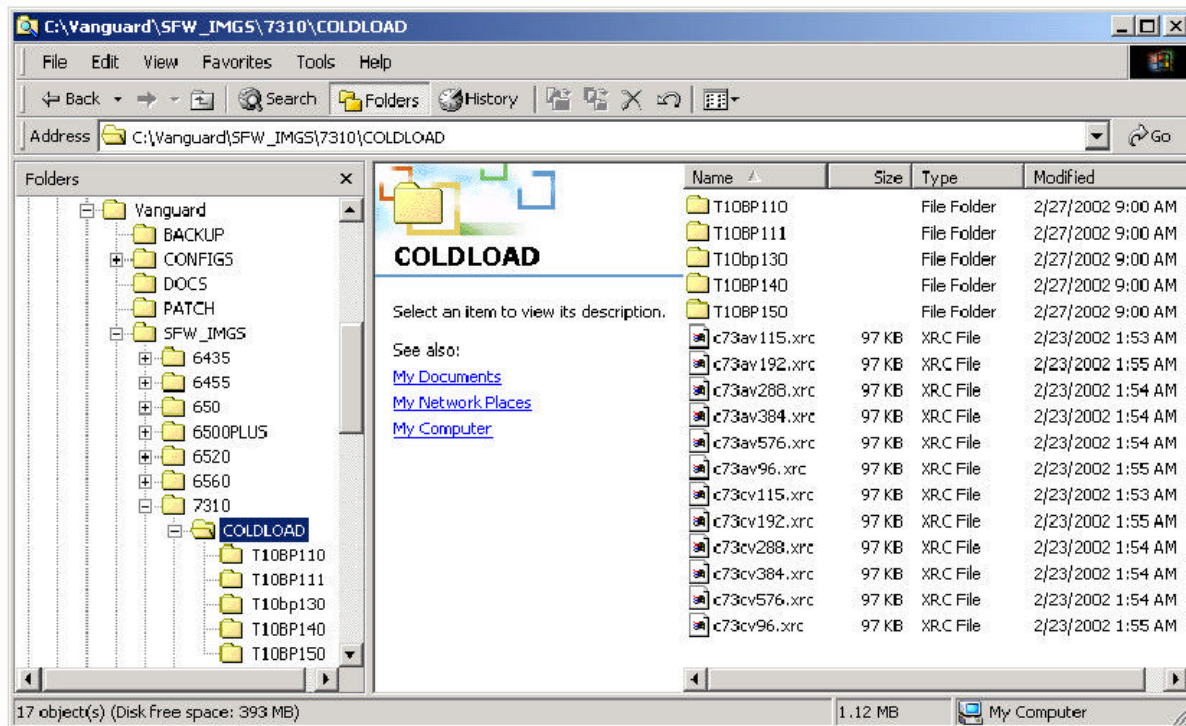 C:\Vanguard\SFW_IMGS\7310\COLDLOAD
File Edit View Favorites Tools Help
Back Search Folders History
Address C:\Vanguard\SFW_IMGS\7310\COLDLOAD Go
Folders
Vanguard
BACKUP
CONFIGS
DOCS
PATCH
SFW_IMGS
6435
6455
650
6500PLUS
6520
6560
7310
COLDLOAD
T10BP110
T10BP111
T10bp130
T10BP140
T10BP150
COLDLOAD
Select an item to view its description.
See also:
My Documents
My Network Places
My Computer
Name Size Type Modified
T10BP110 File Folder 2/27/2002 9:00 AM
T10BP111 File Folder 2/27/2002 9:00 AM
T10bp130 File Folder 2/27/2002 9:00 AM
T10BP140 File Folder 2/27/2002 9:00 AM
T10BP150 File Folder 2/27/2002 9:00 AM
c73av115.xrc 97 KB XRC File 2/23/2002 1:53 AM
c73av192.xrc 97 KB XRC File 2/23/2002 1:55 AM
c73av288.xrc 97 KB XRC File 2/23/2002 1:54 AM
c73av384.xrc 97 KB XRC File 2/23/2002 1:54 AM
c73av576.xrc 97 KB XRC File 2/23/2002 1:54 AM
c73av96.xrc 97 KB XRC File 2/23/2002 1:55 AM
c73cv115.xrc 97 KB XRC File 2/23/2002 1:53 AM
c73cv192.xrc 97 KB XRC File 2/23/2002 1:55 AM
c73cv288.xrc 97 KB XRC File 2/23/2002 1:54 AM
c73cv384.xrc 97 KB XRC File 2/23/2002 1:54 AM
c73cv576.xrc 97 KB XRC File 2/23/2002 1:54 AM
c73cv96.xrc 97 KB XRC File 2/23/2002 1:55 AM
17 object(s) (Disk free space: 393 MB) 1.12 MB My Computer